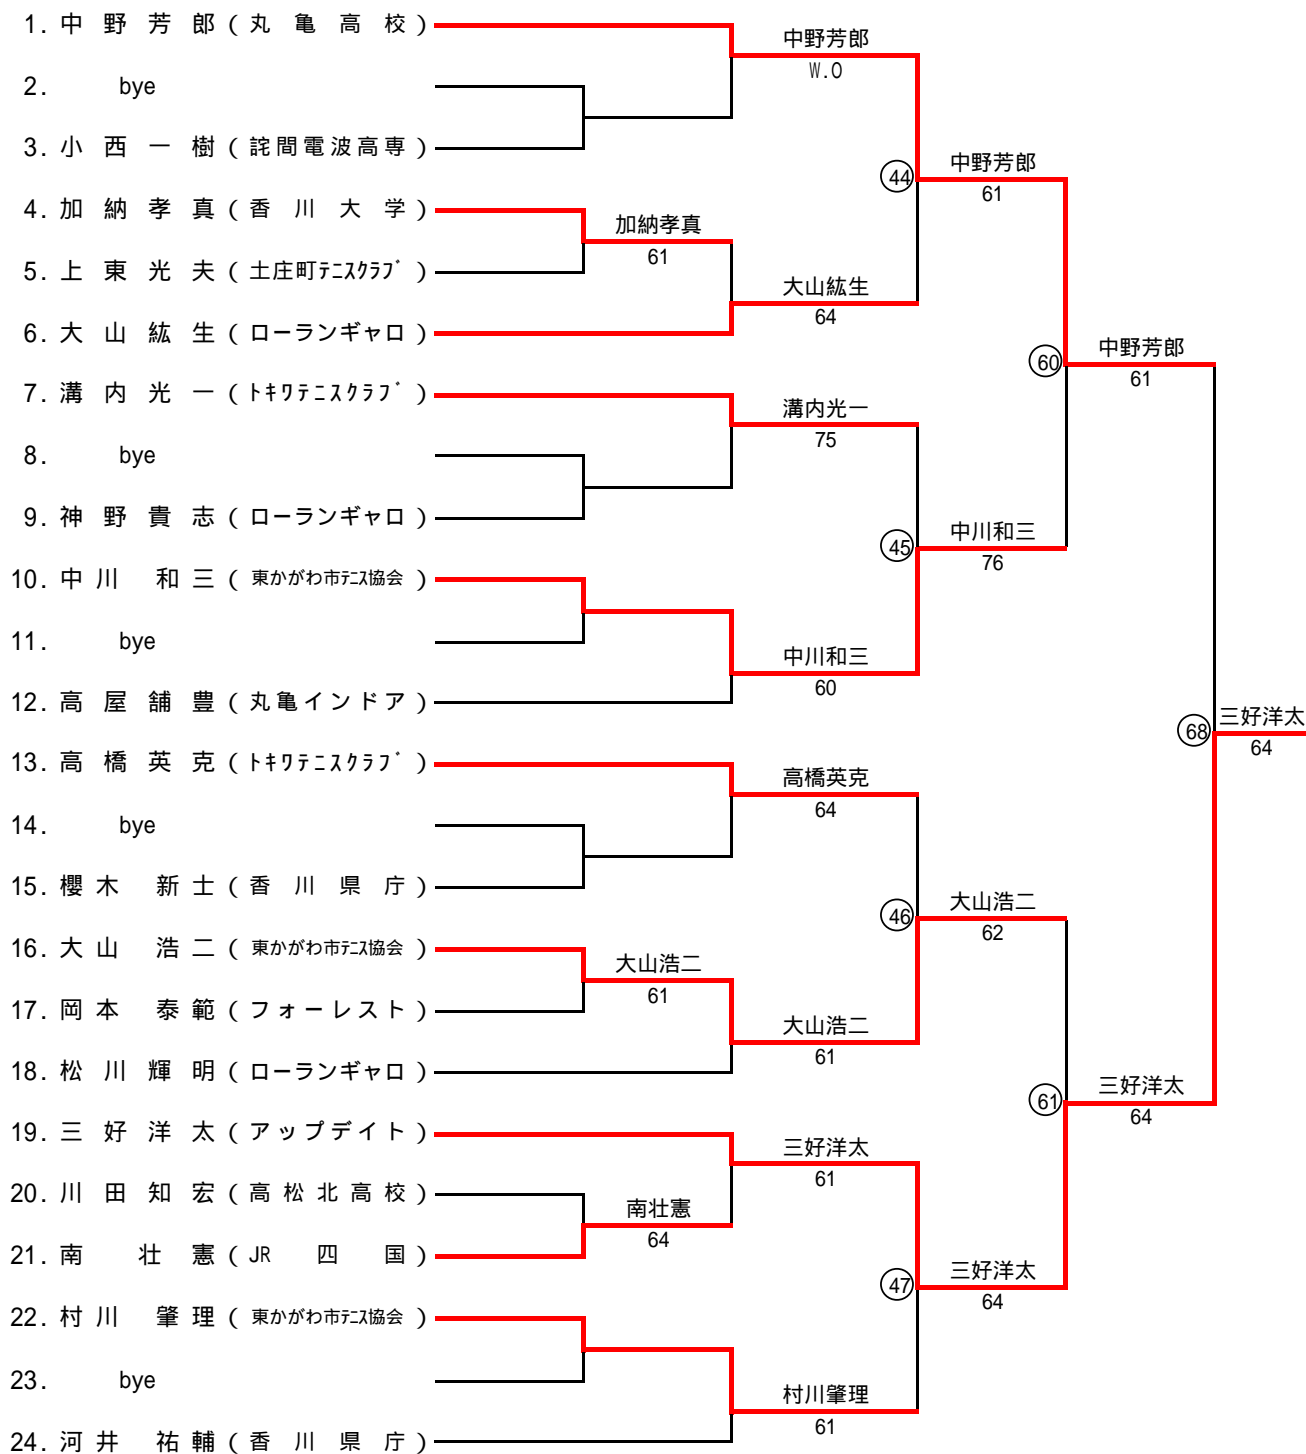 1. 中野芳郎 (丸亀高校)
中野芳郎
W.O
2. bye
3. 小西一樹 (詫間電波高専)
中野芳郎
44
61
4. 加納孝真 (香川大学)
加納孝真
61
5. 上東光夫 (土庄町テニスクラブ)
大山紘生
64
6. 大山紘生 (ローランギャロ)
中野芳郎
60
61
7. 溝内光一 (トキワテニスクラブ)
溝内光一
75
8. bye
9. 神野貴志 (ローランギャロ)
中川和三
45
76
10. 中川和三 (東かがわ市テニス協会)
11. bye
中川和三
60
12. 高屋舗豊 (丸亀インドア)
三好洋太
68
64
13. 高橋英克 (トキワテニスクラブ)
高橋英克
64
14. bye
15. 櫻木新士 (香川県庁)
大山浩二
46
62
16. 大山浩二 (東かがわ市テニス協会)
大山浩二
61
17. 岡本泰範 (フォーレスト)
大山浩二
61
18. 松川輝明 (ローランギャロ)
三好洋太
61
64
19. 三好洋太 (アップデイト)
三好洋太
61
20. 川田知宏 (高松北高校)
南壮憲
64
21. 南壮憲 (JR四国)
三好洋太
47
64
22. 村川肇理 (東かがわ市テニス協会)
23. bye
村川肇理
61
24. 河井祐輔 (香川県庁)